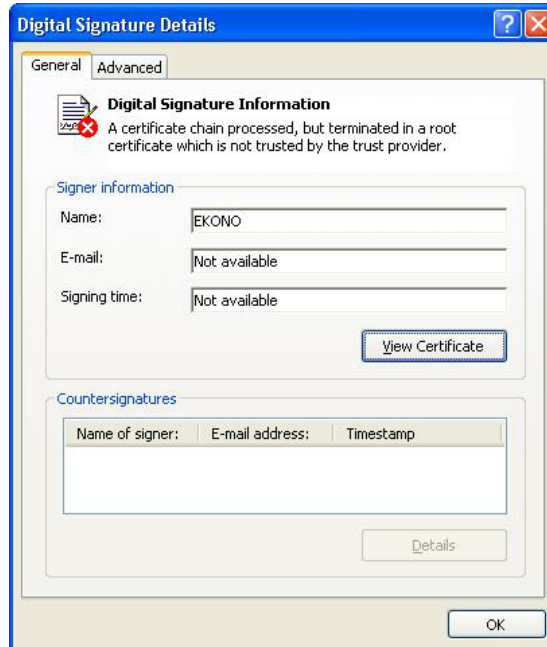 Digital Signature Details
General
Advanced
Digital Signature Information
A certificate chain processed, but terminated in a root
certificate which is not trusted by the trust provider.
Signer information
Name:
EKONO
E-mail:
Not available
Signing time:
Not available
View Certificate
Countersignatures
Name of signer:
E-mail address:
Timestamp
Details
OK